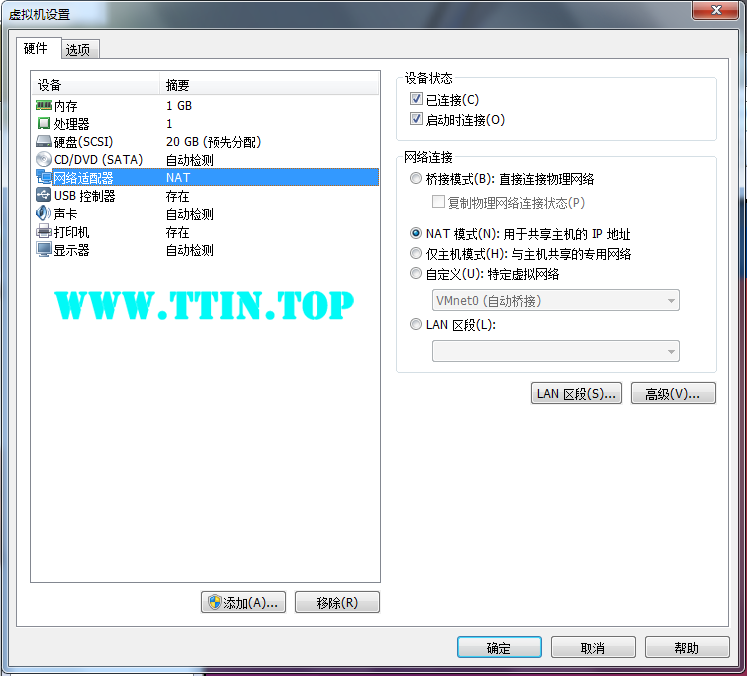 虚拟机设置
硬件 选项
设备 摘要
内存 1 GB
处理器 1
硬盘(SCSI) 20 GB (预先分配)
CD/DVD (SATA) 自动检测
网络适配器 NAT
USB 控制器 存在
声卡 自动检测
打印机 存在
显示器 自动检测
WWW.TTIN.TOP
添加(A)... 移除(R)
设备状态
已连接(C)
启动时连接(O)
网络连接
桥接模式(B): 直接连接物理网络
复制物理网络连接状态(P)
NAT 模式(N): 用于共享主机的 IP 地址
仅主机模式(H): 与主机共享的专用网络
自定义(U): 特定虚拟网络
VMnet0 (自动桥接)
LAN 区段(L):
LAN 区段(S)... 高级(V)...
确定 取消 帮助